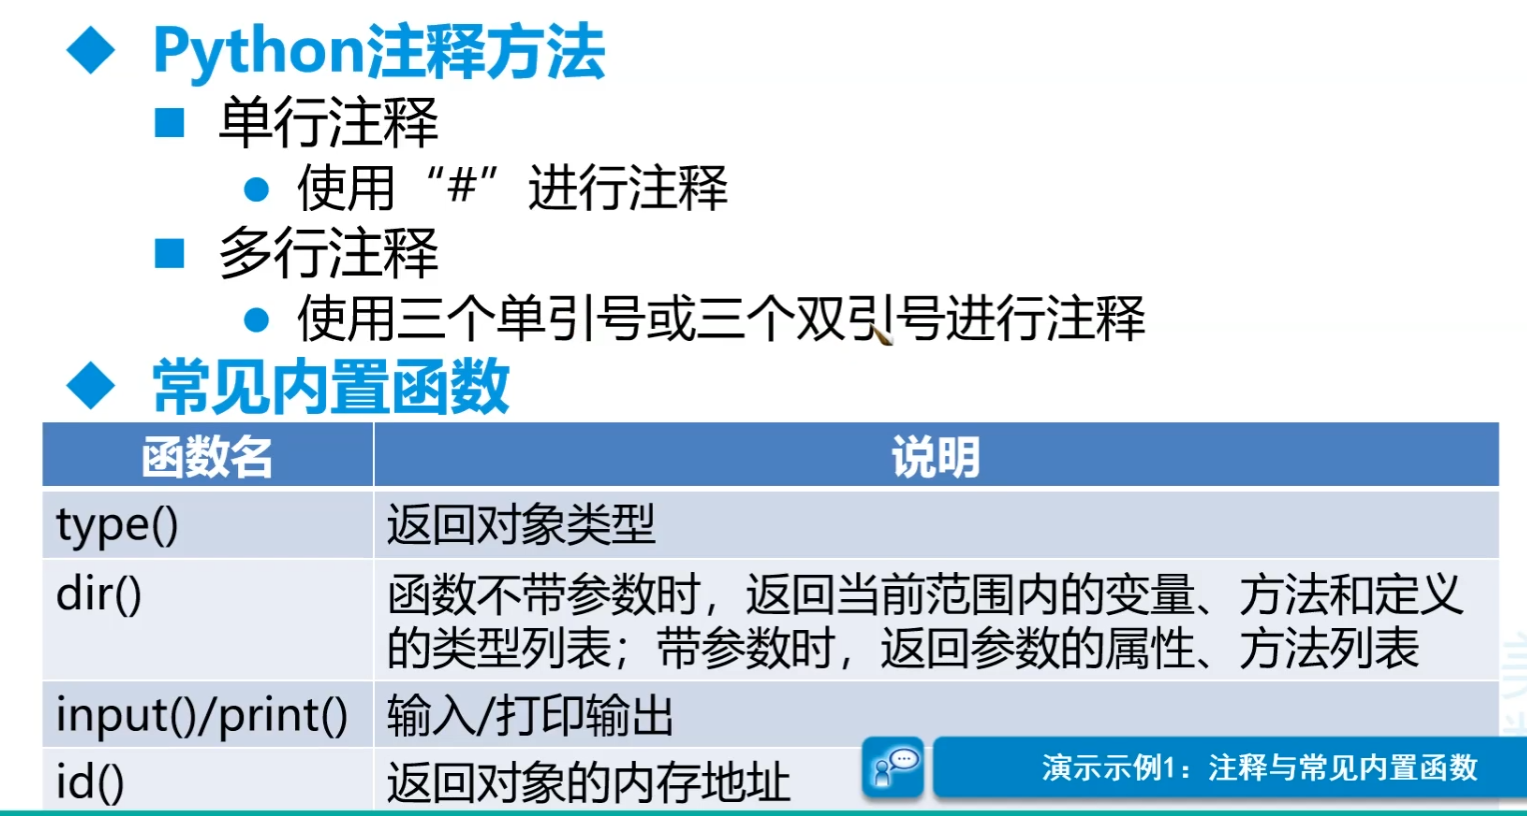 Python注释方法
单行注释
使用“#”进行注释
多行注释
使用三个单引号或三个双引号进行注释
常见内置函数
函数名 说明
type() 返回对象类型
dir() 函数不带参数时，返回当前范围内的变量、方法和定义
的类型列表；带参数时，返回参数的属性、方法列表
input()/print() 输入/打印输出
id() 返回对象的内存地址
演示示例1：注释与常见内置函数